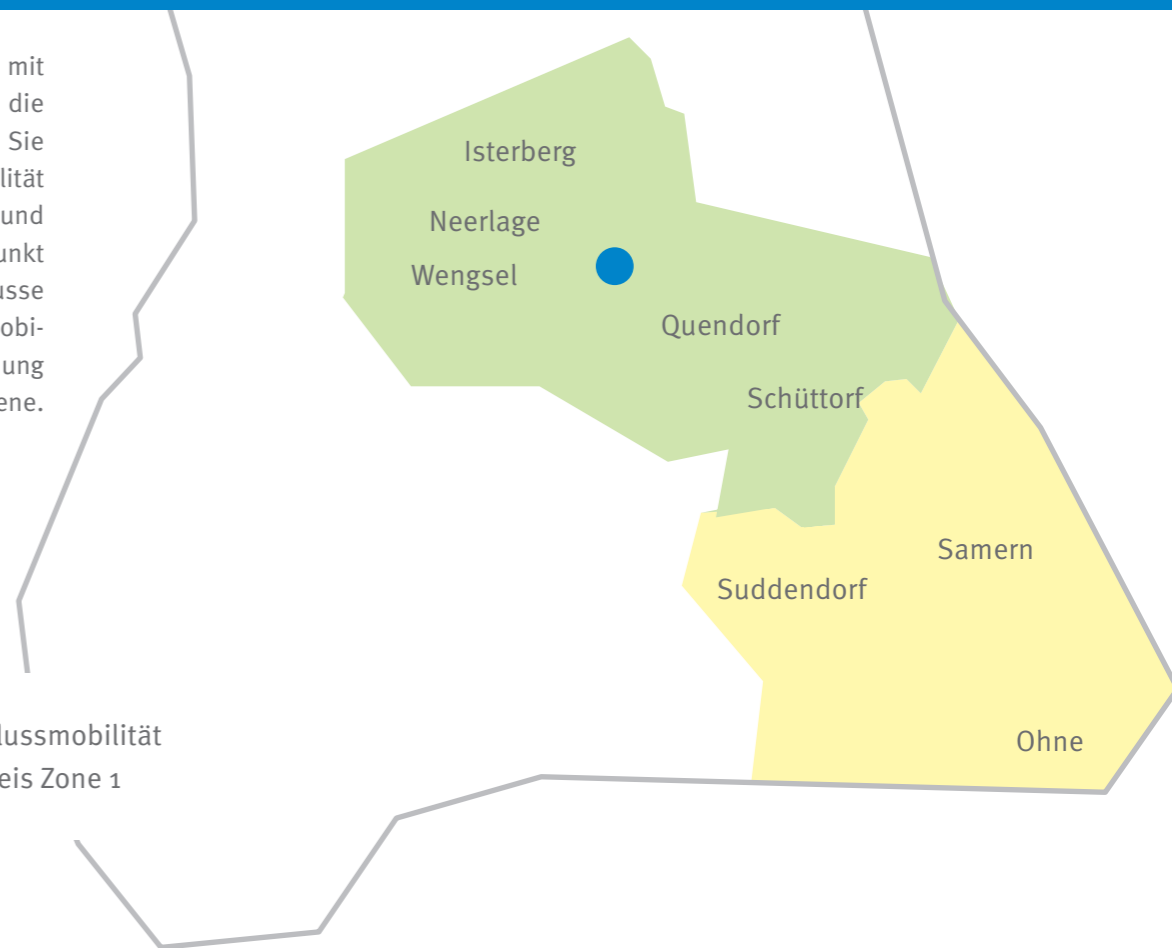 mit
die
Sie
lität
und
unkt
usse
obi-
ung
ene.
Isterberg
Neerlage
Wengsel
Quendorf
Schüttorf
Samern
Suddendorf
Ohne
lussmobilität
eis Zone 1